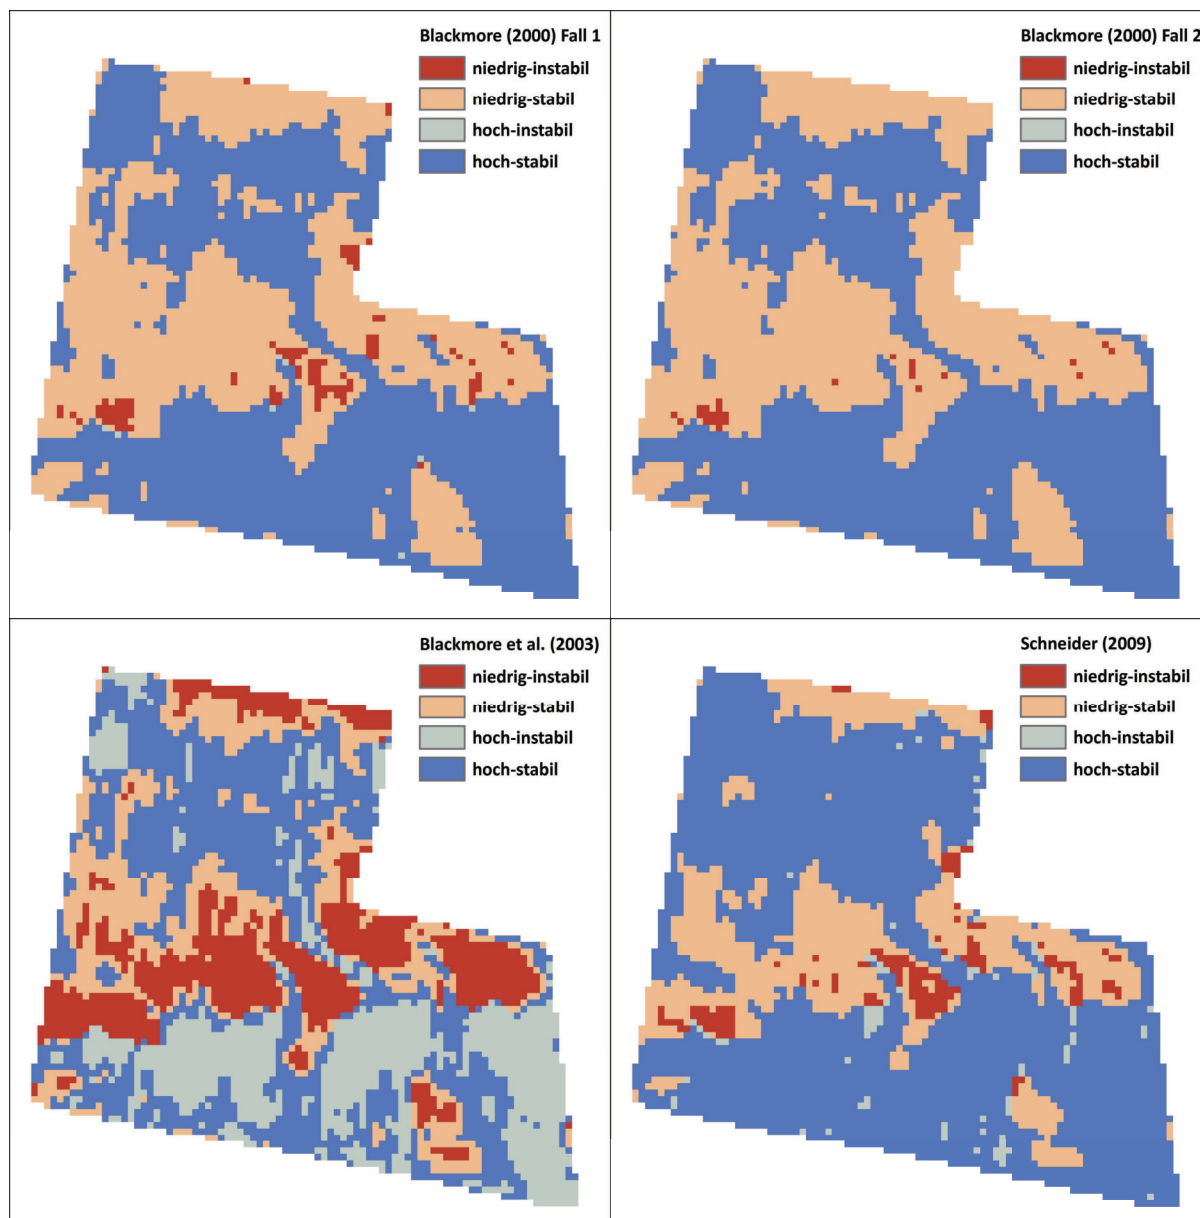 Blackmore (2000) Fall 1
niedrig-instabil
niedrig-stabil
hoch-instabil
hoch-stabil
Blackmore (2000) Fall 2
niedrig-instabil
niedrig-stabil
hoch-instabil
hoch-stabil
Blackmore et al. (2003)
niedrig-instabil
niedrig-stabil
hoch-instabil
hoch-stabil
Schneider (2009)
niedrig-instabil
niedrig-stabil
hoch-instabil
hoch-stabil